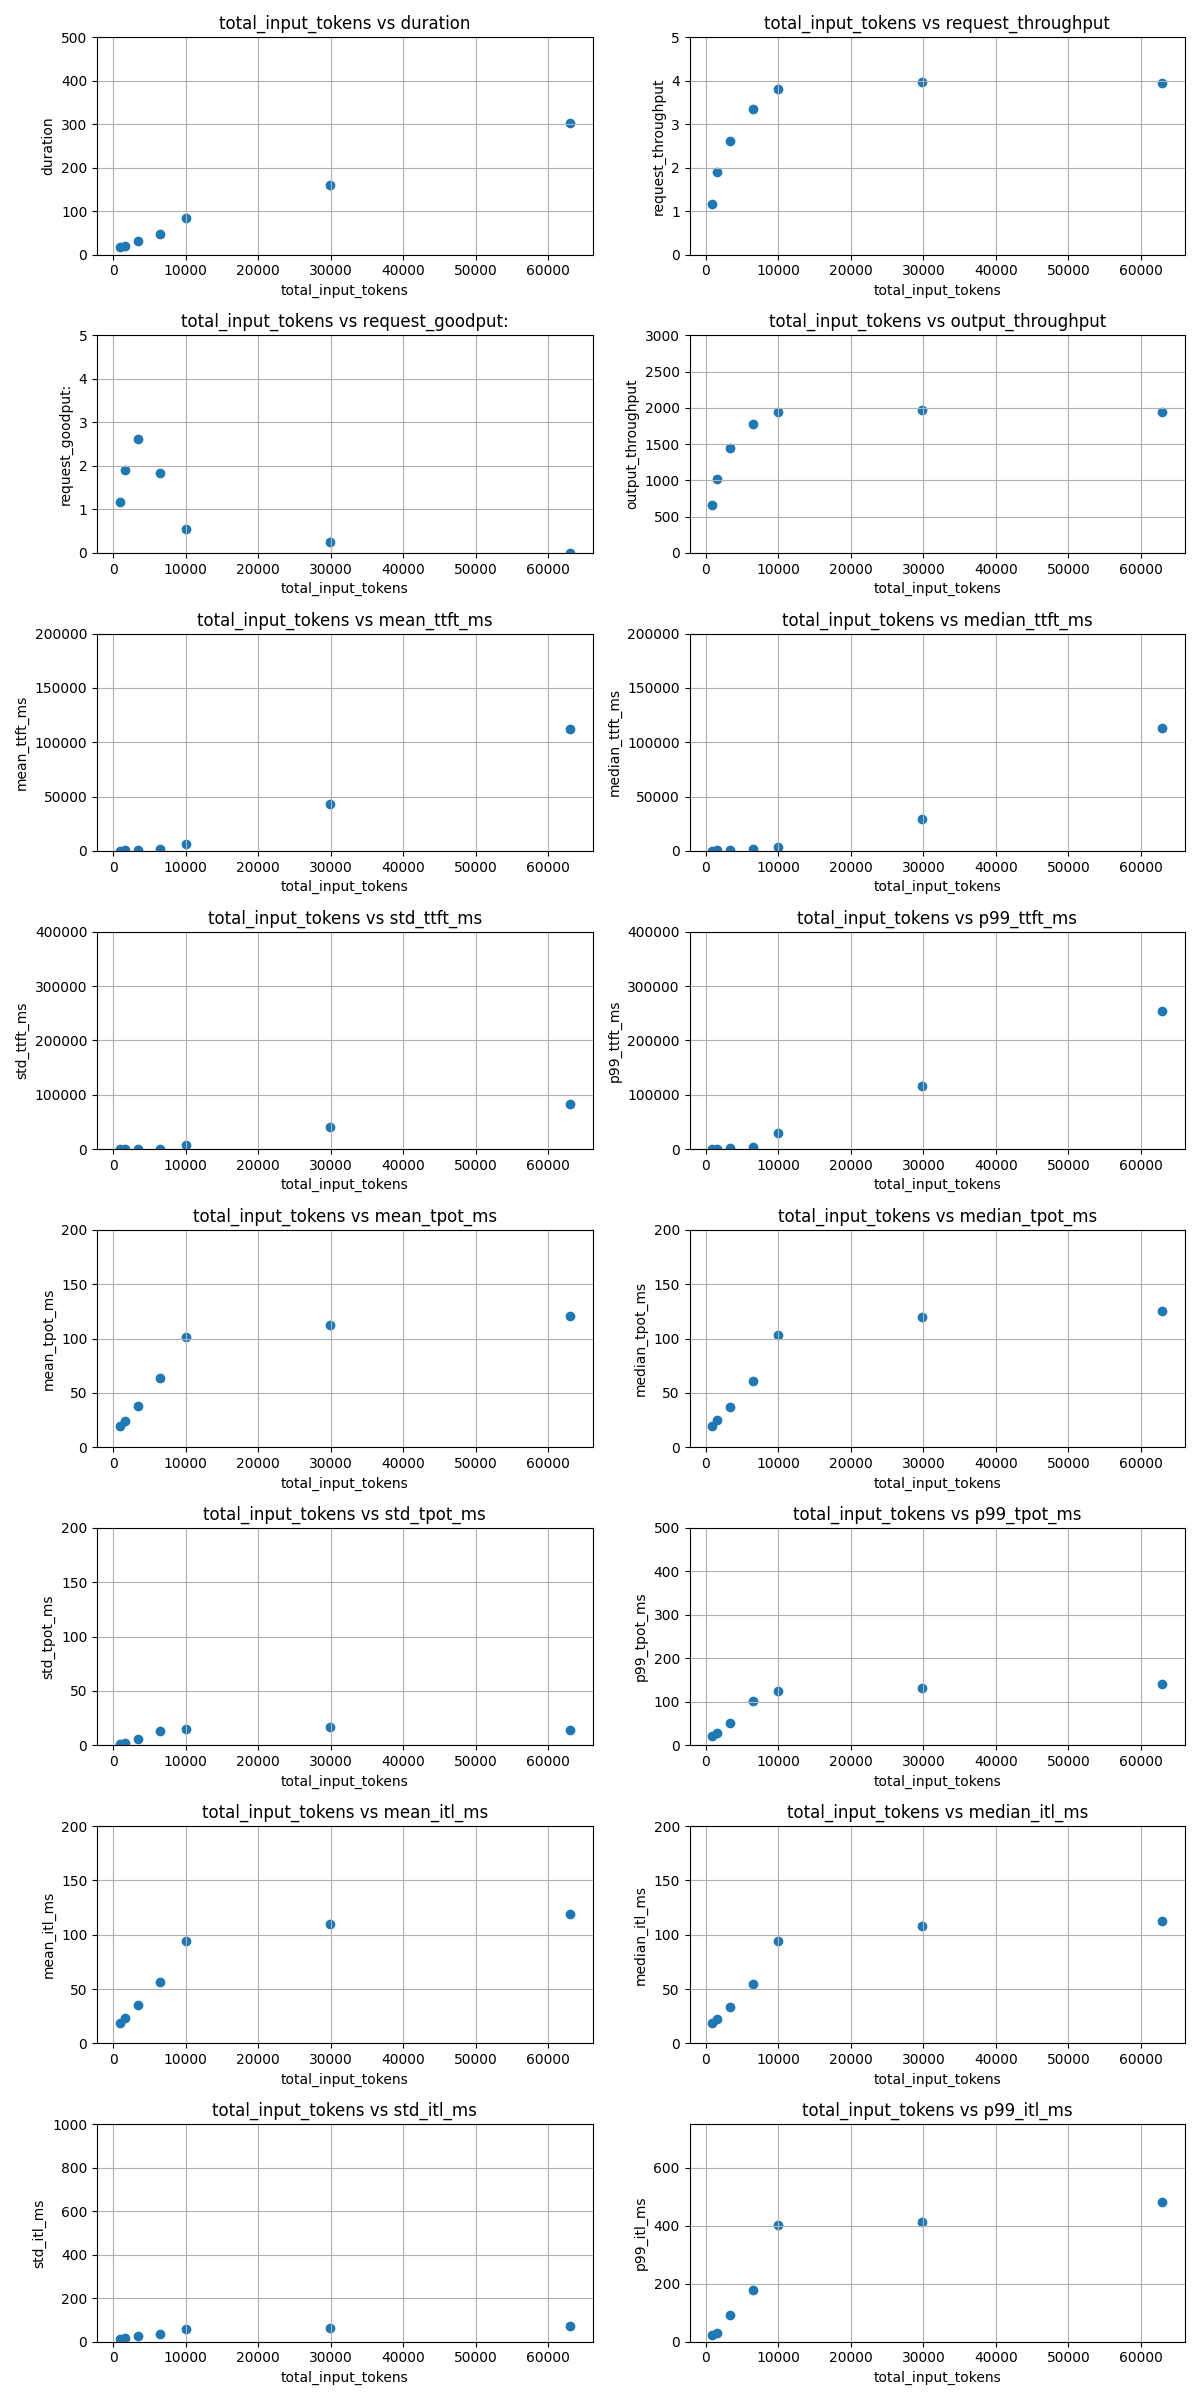 total_input_tokens vs duration
500
400
300
200
100
0
duration
0 10000 20000 30000 40000 50000 60000
total_input_tokens
total_input_tokens vs request_throughput
5
4
3
2
1
0
request_throughput
0 10000 20000 30000 40000 50000 60000
total_input_tokens
total_input_tokens vs request_goodput:
5
4
3
2
1
0
request_goodput:
0 10000 20000 30000 40000 50000 60000
total_input_tokens
total_input_tokens vs output_throughput
3000
2500
2000
1500
1000
500
0
output_throughput
0 10000 20000 30000 40000 50000 60000
total_input_tokens
total_input_tokens vs mean_ttft_ms
200000
150000
100000
50000
0
mean_ttft_ms
0 10000 20000 30000 40000 50000 60000
total_input_tokens
total_input_tokens vs median_ttft_ms
200000
150000
100000
50000
0
median_ttft_ms
0 10000 20000 30000 40000 50000 60000
total_input_tokens
total_input_tokens vs std_ttft_ms
400000
300000
200000
100000
0
std_ttft_ms
0 10000 20000 30000 40000 50000 60000
total_input_tokens
total_input_tokens vs p99_ttft_ms
400000
300000
200000
100000
0
p99_ttft_ms
0 10000 20000 30000 40000 50000 60000
total_input_tokens
total_input_tokens vs mean_tpot_ms
200
150
100
50
0
mean_tpot_ms
0 10000 20000 30000 40000 50000 60000
total_input_tokens
total_input_tokens vs median_tpot_ms
200
150
100
50
0
median_tpot_ms
0 10000 20000 30000 40000 50000 60000
total_input_tokens
total_input_tokens vs std_tpot_ms
200
150
100
50
0
std_tpot_ms
0 10000 20000 30000 40000 50000 60000
total_input_tokens
total_input_tokens vs p99_tpot_ms
500
400
300
200
100
0
p99_tpot_ms
0 10000 20000 30000 40000 50000 60000
total_input_tokens
total_input_tokens vs mean_itl_ms
200
150
100
50
0
mean_itl_ms
0 10000 20000 30000 40000 50000 60000
total_input_tokens
total_input_tokens vs median_itl_ms
200
150
100
50
0
median_itl_ms
0 10000 20000 30000 40000 50000 60000
total_input_tokens
total_input_tokens vs std_itl_ms
1000
800
600
400
200
0
std_itl_ms
0 10000 20000 30000 40000 50000 60000
total_input_tokens
total_input_tokens vs p99_itl_ms
600
400
200
0
p99_itl_ms
0 10000 20000 30000 40000 50000 60000
total_input_tokens